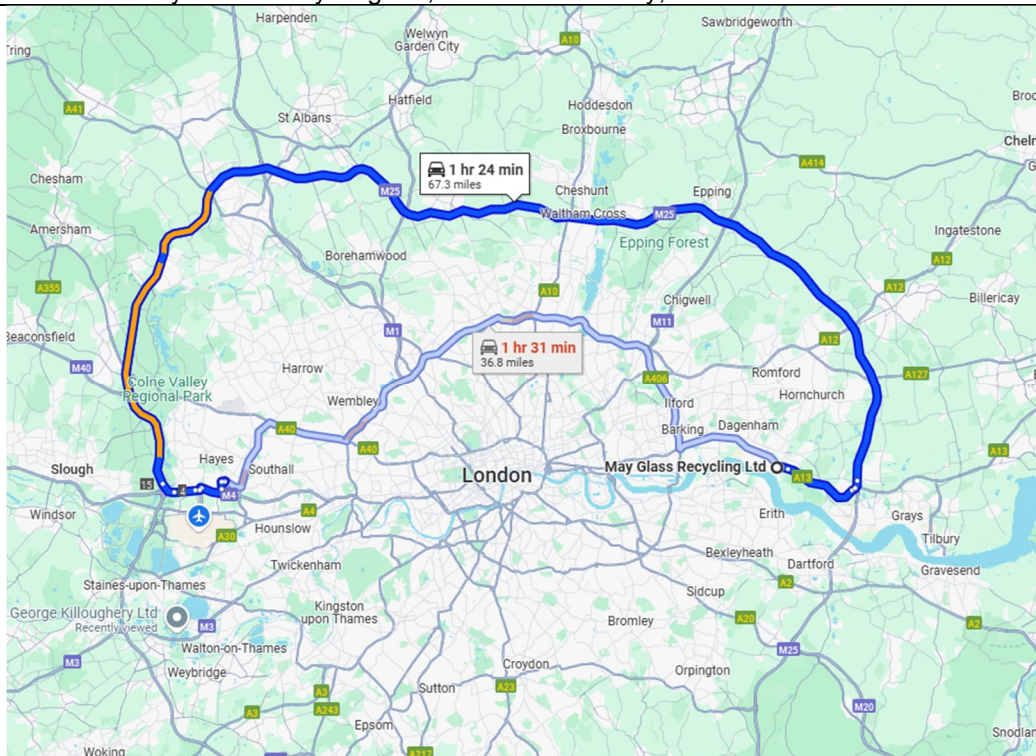 Harpenden
Sawbridgeworth
Tring
Welwyn
Garden City
A10
A41
Hatfield
Hoddesdon
St Albans
Broxbourne
A414
Chesham
1 hr 24 min
67.3 miles
M25
Cheshunt
Epping
Waltham Cross
M25
Amersham
Ingatestone
Epping Forest
Borehamwood
A12
A355
A10
A12
Chigwell
Billericay
M11
Beaconsfield
M1
A12
1 hr 31 min
36.8 miles
M40
Harrow
Romford
A127
Colne Valley
Regional Park
A406
Hornchurch
Wembley
Ilford
A40
Barking
Dagenham
A40
A13
Hayes
Slough
Southall
London
May Glass Recycling Ltd
A13
15
4
M4
Windsor
A4
Erith
Grays
Hounslow
A30
Tilbury
Bexleyheath
Dartford
Twickenham
Gravesend
Staines-upon-Thames
A2
Sidcup
George Killoughery Ltd
Recently viewed
M3
Kingston
upon Thames
Bromley
A20
A2
Walton-on-Thames
M25
M3
Weybridge
Croydon
Orpington
Sutton
A23
A3
A243
A3
M20
Epsom
Woking
A217